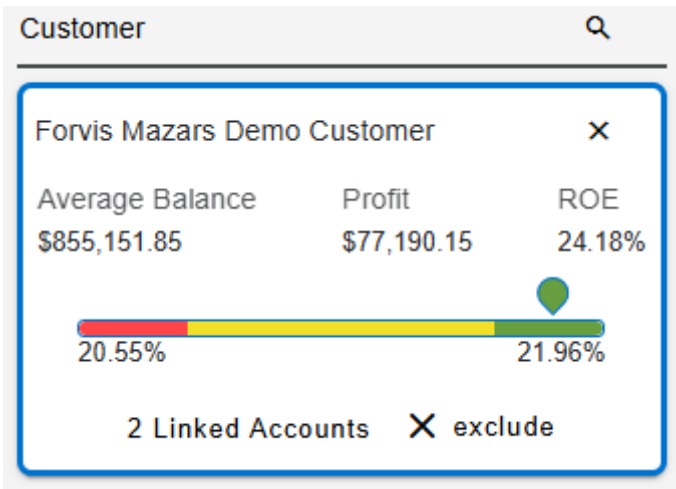 Customer
Forvis Mazars Demo Customer
Average Balance Profit ROE
$855,151.85 $77,190.15 24.18%
20.55% 21.96%
2 Linked Accounts exclude